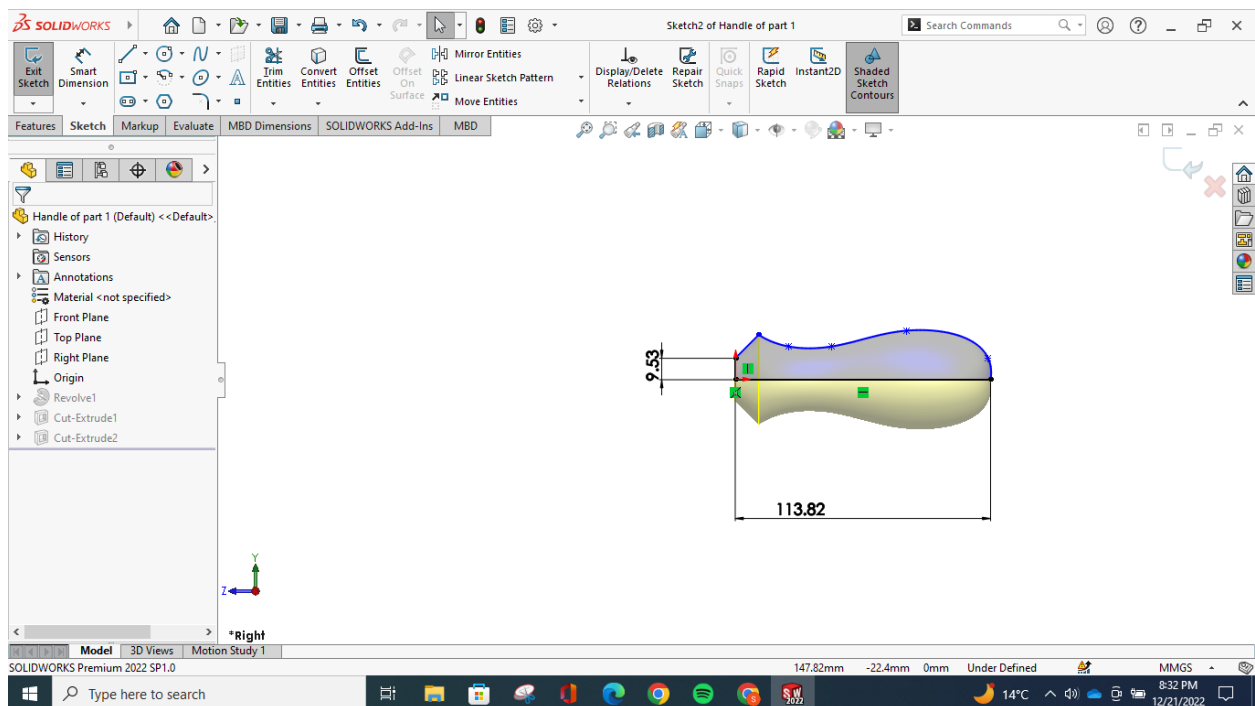 SOLIDWORKS
Sketch2 of Handle of part 1
Search Commands
Exit Sketch
Smart Dimension
Trim Entities
Convert Entities
Offset Entities
Offset On Surface
Mirror Entities
Linear Sketch Pattern
Move Entities
Display/Delete Relations
Repair Sketch
Quick Snaps
Rapid Sketch
Instant2D
Shaded Sketch Contours
Features Sketch Markup Evaluate MBD Dimensions SOLIDWORKS Add-Ins MBD
Handle of part 1 (Default) <<Default>
History
Sensors
Annotations
Material <not specified>
Front Plane
Top Plane
Right Plane
Origin
Revolve1
Cut-Extrude1
Cut-Extrude2
9.53
113.82
Y
Z
*Right
Model 3D Views Motion Study 1
SOLIDWORKS Premium 2022 SP1.0 147.82mm -22.4mm 0mm Under Defined MMGS
Type here to search
SW
2022
14°C
8:32 PM
12/21/2022